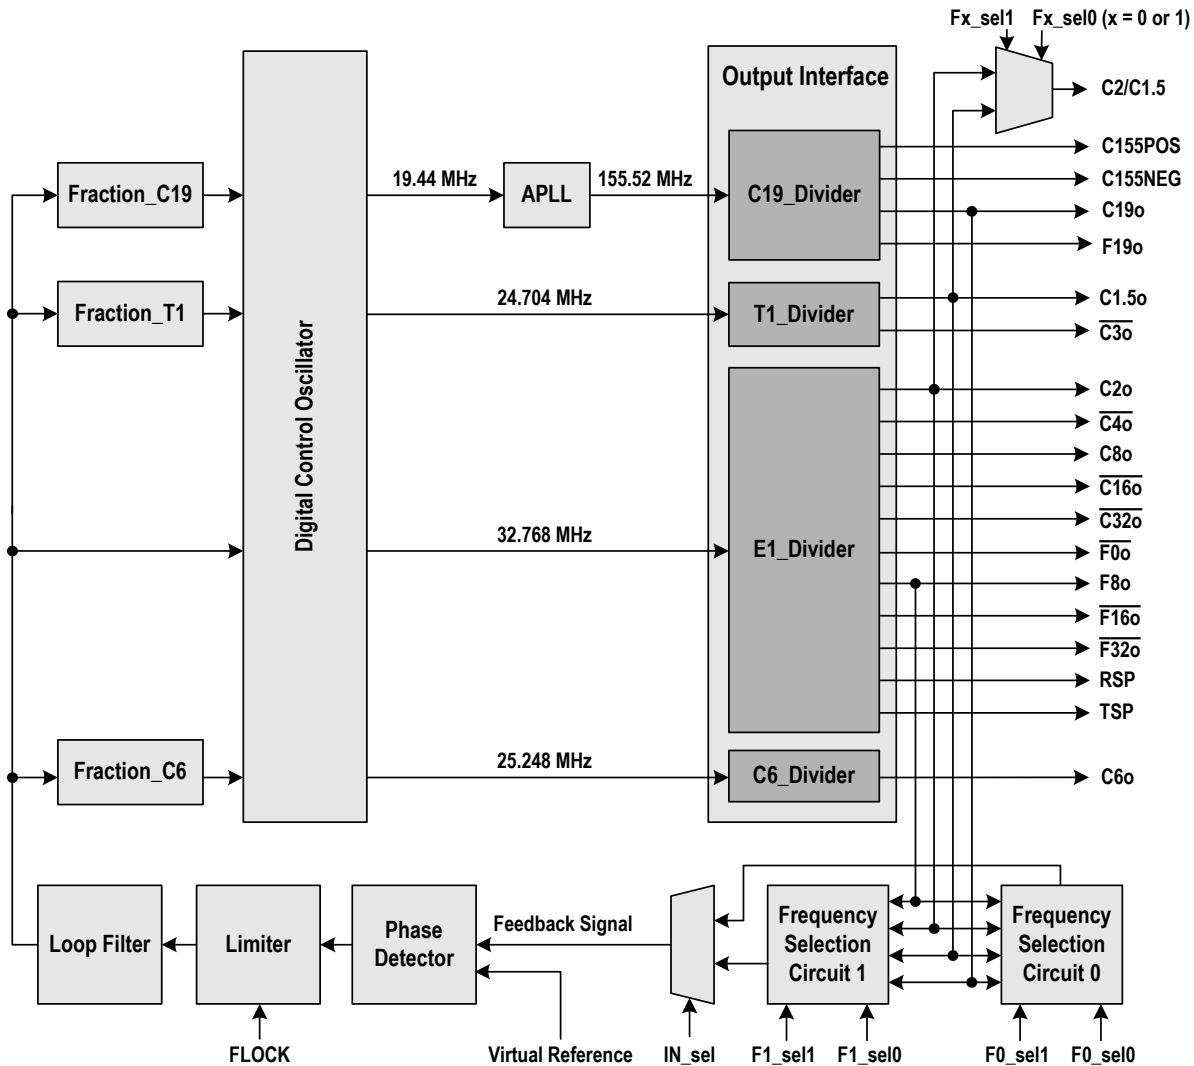 Fx_sel1 Fx_sel0 (x = 0 or 1)
Output Interface
C2/C1.5
Fraction_C19
19.44 MHz
APLL
155.52 MHz
C19_Divider
C155POS
C155NEG
C19o
F19o
Fraction_T1
24.704 MHz
T1_Divider
C1.5o
C3o
Digital Control Oscillator
32.768 MHz
E1_Divider
C2o
C4o
C8o
C16o
C32o
F0o
F8o
F16o
F32o
RSP
TSP
Fraction_C6
25.248 MHz
C6_Divider
C6o
Loop Filter
Limiter
Phase
Detector
Feedback Signal
Frequency
Selection
Circuit 1
Frequency
Selection
Circuit 0
FLOCK
Virtual Reference
IN_sel
F1_sel1
F1_sel0
F0_sel1
F0_sel0